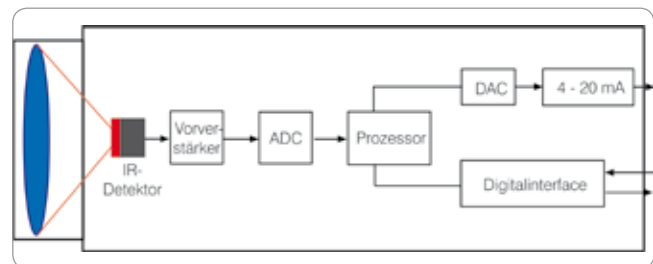 IR-
Detektor
Vorver-
stärker
ADC
Prozessor
DAC
4 - 20 mA
Digitalinterface